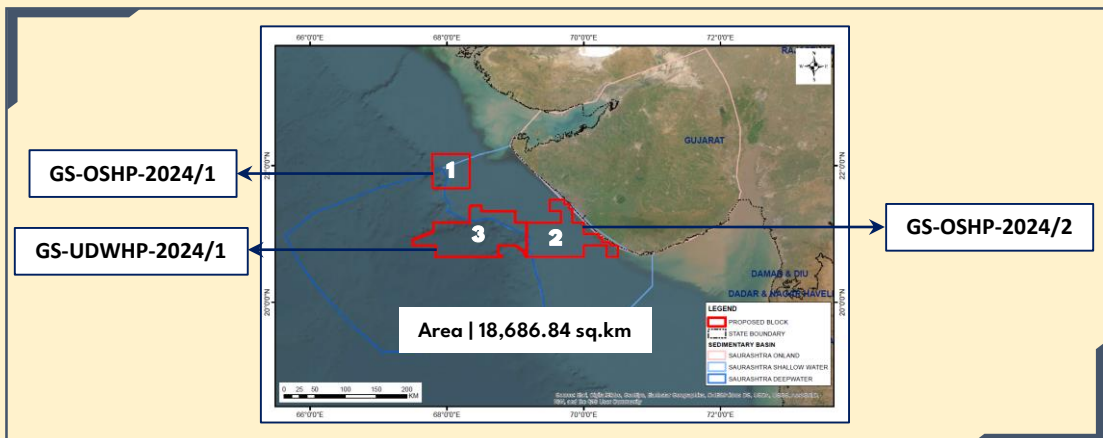 66°0'0"E 68°0'0"E 70°0'0"E 72°0'0"E
GUJARAT
22°0'0"N 22°0'0"N
GS-OSHP-2024/1
1
GS-OSHP-2024/2
3 2
GS-UDWHP-2024/1
DAMAN & DIU
DADAR & NAGAR HAVELI
20°0'0"N 20°0'0"N
Area | 18,686.84 sq.km
LEGEND
PROPOSED BLOCK
STATE BOUNDARY
SEDIMENTARY BASIN
SAURASHTRA ONLAND
SAURASHTRA SHALLOW WATER
SAURASHTRA DEEPWATER
0 25 50 100 150 200
KM
66°0'0"E 68°0'0"E 70°0'0"E 72°0'0"E